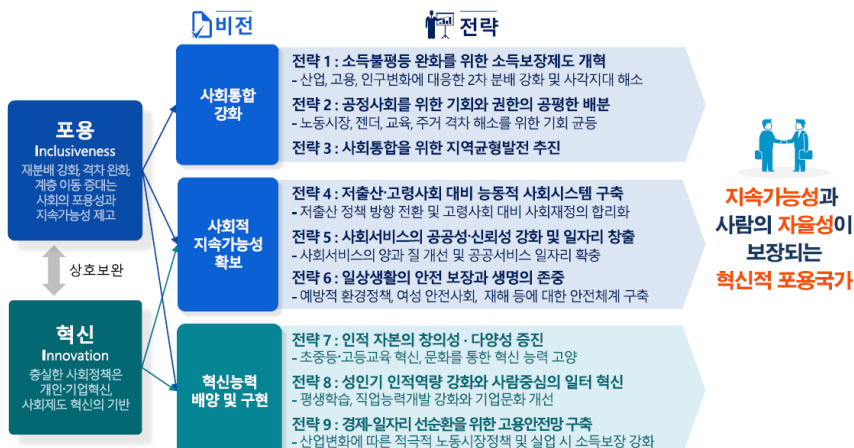 비전
전략
포용
Inclusiveness
재분배 강화, 격차 완화,
계층 이동 증대는
사회의 포용성과
지속가능성 제고
상호보완
혁신
Innovation
충실한 사회정책은
개인·기업혁신,
사회제도 혁신의 기반
사회통합
강화
전략 1 : 소득불평등 완화를 위한 소득보장제도 개혁
- 산업, 고용, 인구변화에 대응한 2차 분배 강화 및 사각지대 해소
전략 2 : 공정사회를 위한 기회와 권한의 공평한 배분
- 노동시장, 젠더, 교육, 주거 격차 해소를 위한 기회 균등
전략 3 : 사회통합을 위한 지역균형발전 추진
사회적
지속가능성
확보
전략 4 : 저출산·고령사회 대비 능동적 사회시스템 구축
- 저출산 정책 방향 전환 및 고령사회 대비 사회재정의 합리화
전략 5 : 사회서비스의 공공성·신뢰성 강화 및 일자리 창출
- 사회서비스의 양과 질 개선 및 공공서비스 일자리 확충
전략 6 : 일상생활의 안전 보장과 생명의 존중
- 예방적 환경정책, 여성 안전사회, 재해 등에 대한 안전체계 구축
혁신능력
배양 및 구현
전략 7 : 인적 자본의 창의성 · 다양성 증진
- 초중등·고등교육 혁신, 문화를 통한 혁신 능력 고양
전략 8 : 성인기 인적역량 강화와 사람중심의 일터 혁신
- 평생학습, 직업능력개발 강화와 기업문화 개선
전략 9 : 경제·일자리 선순환을 위한 고용안전망 구축
- 산업변화에 따른 적극적 노동시장정책 및 실업 시 소득보장 강화
지속가능성과
사람의 자율성이
보장되는
혁신적 포용국가